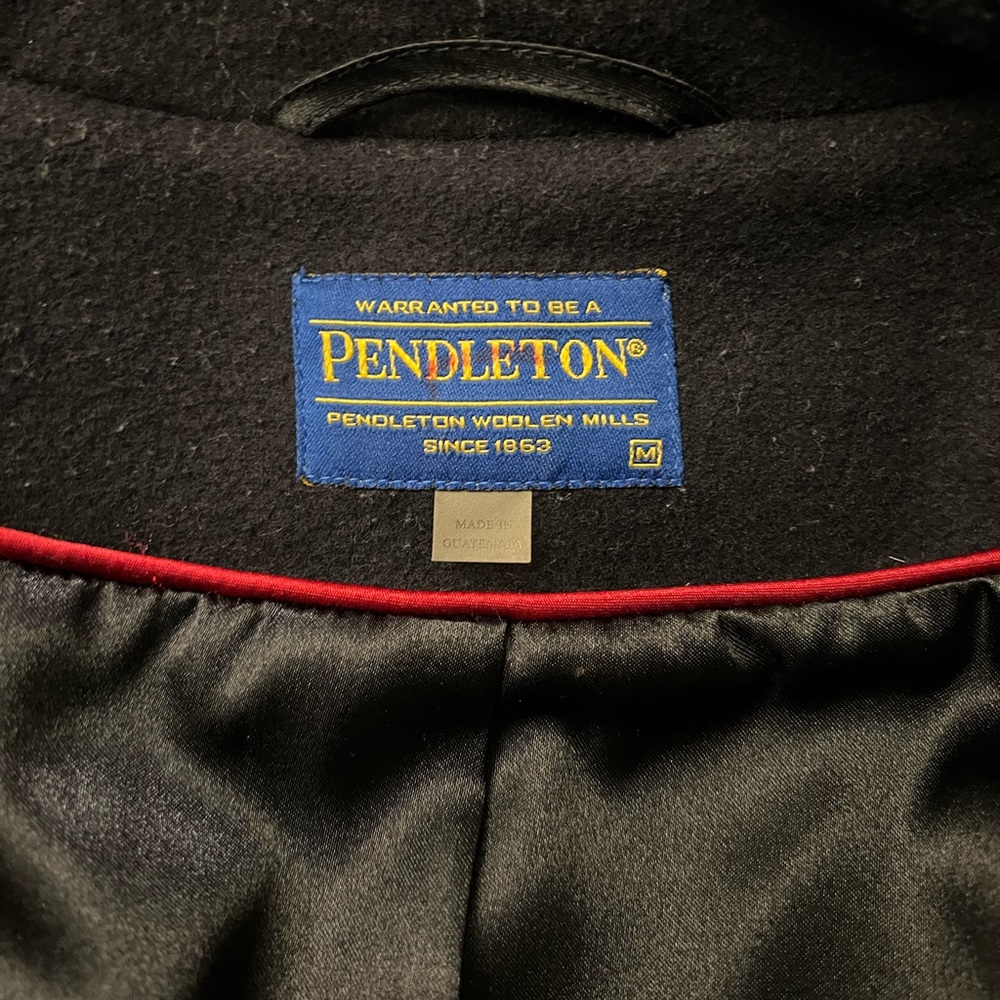 WARRANTED TO BE A
PENDLETON®
PENDLETON WOOLEN MILLS
SINCE 1863
M
MADE IN
GUATEMALA